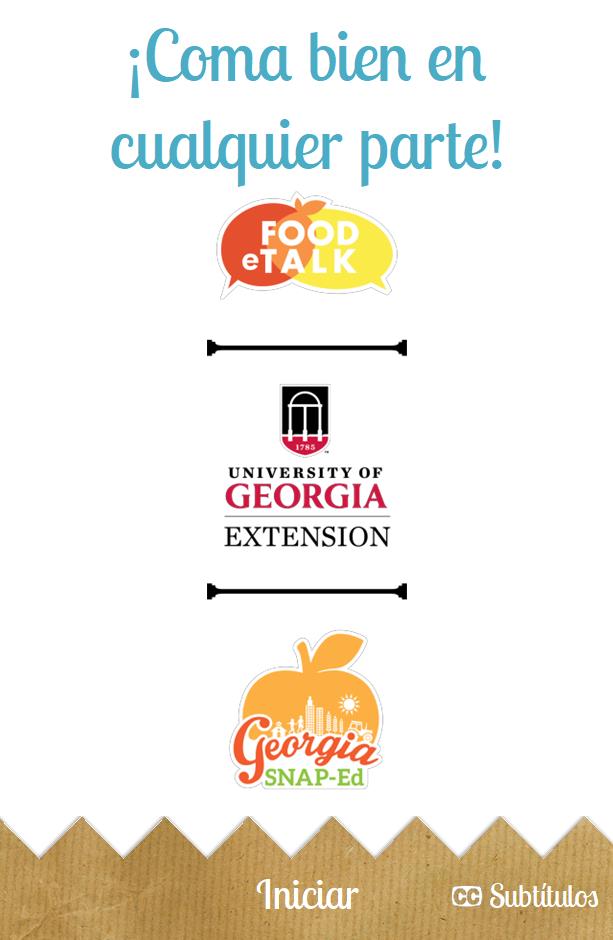 ¡Coma bien en
cualquier parte!
FOOD
eTALK
1785
UNIVERSITY OF
GEORGIA
EXTENSION
Georgia
SNAP-Ed
Iniciar
CC Subtítulos